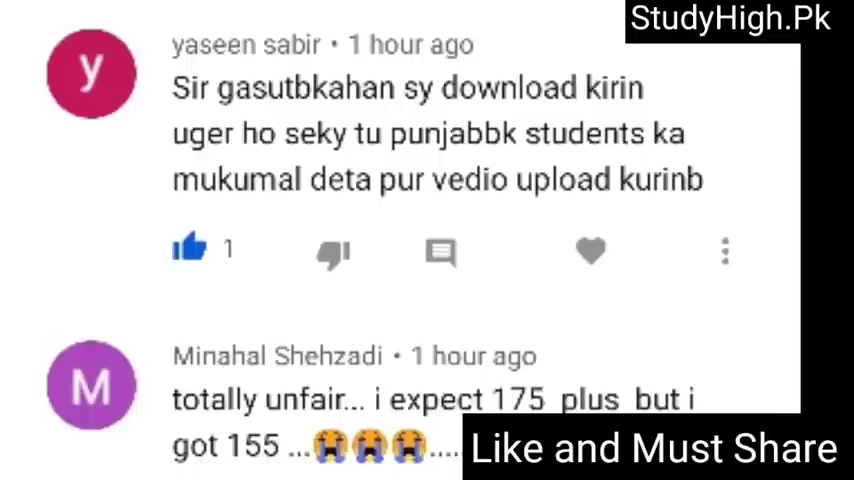 StudyHigh.Pk
yaseen sabir • 1 hour ago
Sir gasutbkahan sy download kirin
uger ho seky tu punjabbk students ka
mukumal deta pur vedio upload kurinb
1
Minahal Shehzadi • 1 hour ago
totally unfair... i expect 175 plus but i
got 155 ...😭😭😭.....
Like and Must Share
y
M